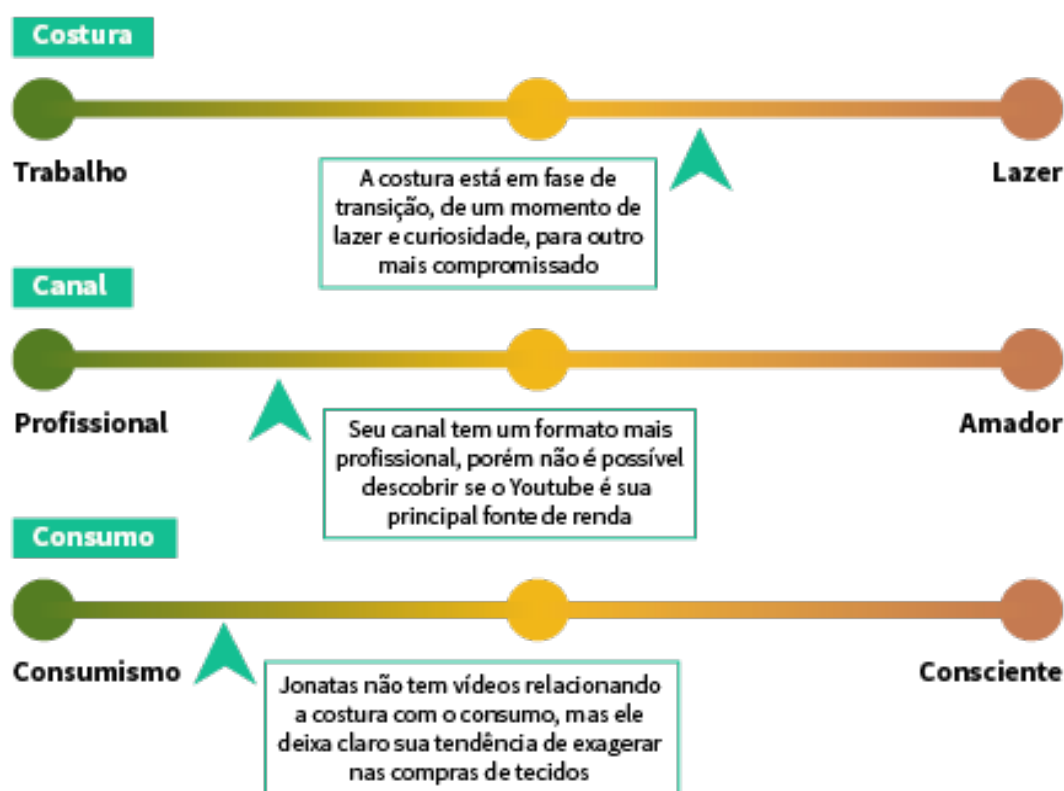 Costura
Trabalho
Lazer
A costura está em fase de
transição, de um momento de
lazer e curiosidade, para outro
mais compromissado
Canal
Profissional
Amador
Seu canal tem um formato mais
profissional, porém não é possível
descobrir se o Youtube é sua
principal fonte de renda
Consumo
Consumismo
Consciente
Jonatas não tem vídeos relacionando
a costura com o consumo, mas ele
deixa claro sua tendência de exagerar
nas compras de tecidos